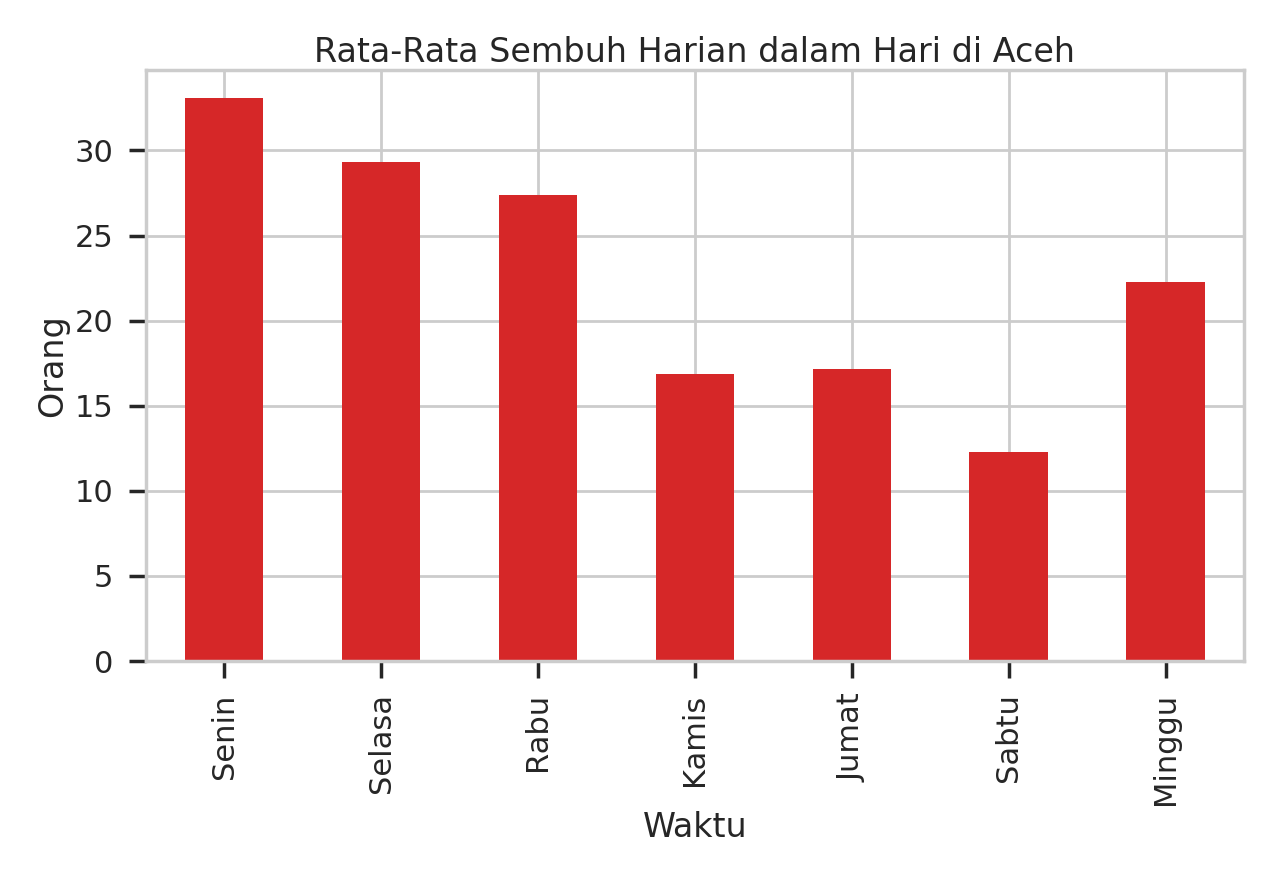 Rata-Rata Sembuh Harian dalam Hari di Aceh
Orang
30
25
20
15
10
5
0
Senin
Selasa
Rabu
Kamis
Jumat
Sabtu
Minggu
Waktu